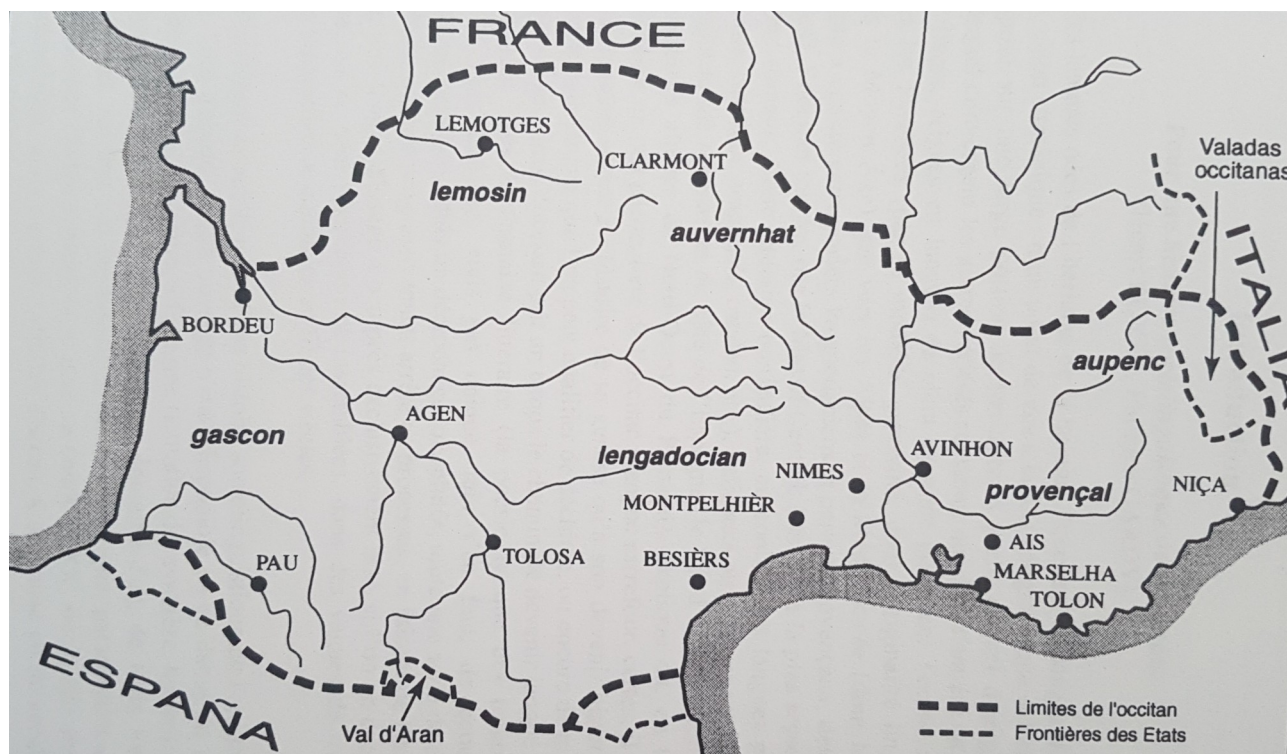 FRANCE
LEMOTGES
CLARMONT
lemosin
auvernhat
Valadas
occitanas
ITALIA
BORDEU
aupenc
gascon
AGEN
lengadocian
AVINHON
NIMES
provençal
NIÇA
MONTPELHIÈR
PAU
TOLOSA
BESIÈRS
AIS
MARSELHA
TOLON
ESPAÑA
Val d'Aran
Limites de l'occitan
Frontières des Etats